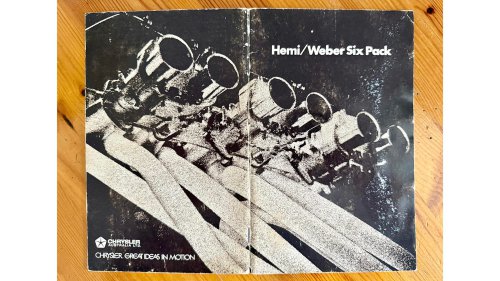 Hemi/Weber Six Pack
CHRYSLER
AUSTRALIA LTD.
CHRYSLER. GREAT IDEAS IN MOTION